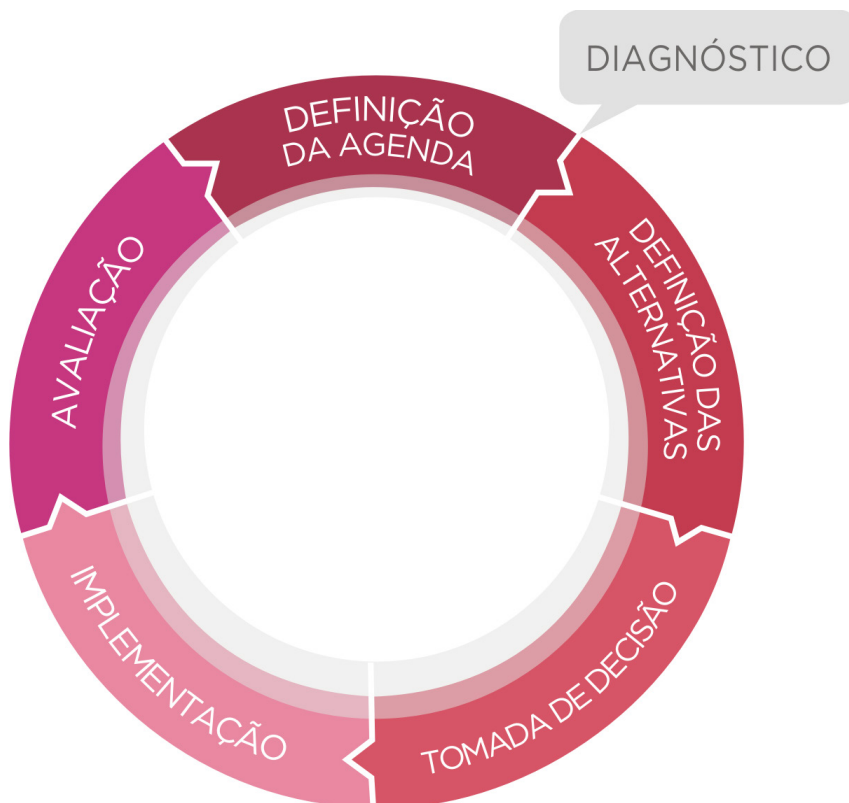 DIAGNÓSTICO
DEFINIÇÃO
DA AGENDA
DEFINIÇÃO DAS
ALTERNATIVAS
TOMADA DE DECISÃO
IMPLEMENTAÇÃO
AVALIAÇÃO